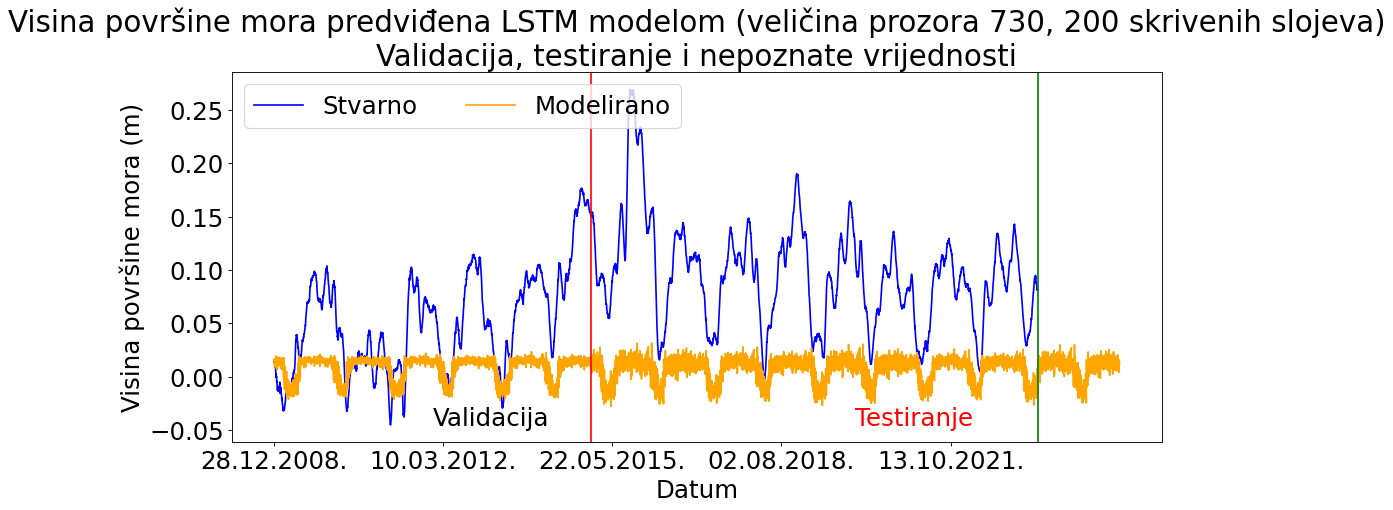 Visina površine mora predviđena LSTM modelom (veličina prozora 730, 200 skrivenih slojeva)
Validacija, testiranje i nepoznate vrijednosti
Stvarno
Modelirano
Visina površine mora (m)
0.25
0.20
0.15
0.10
0.05
0.00
−0.05
Validacija
Testiranje
28.12.2008.
10.03.2012.
22.05.2015.
02.08.2018.
13.10.2021.
Datum